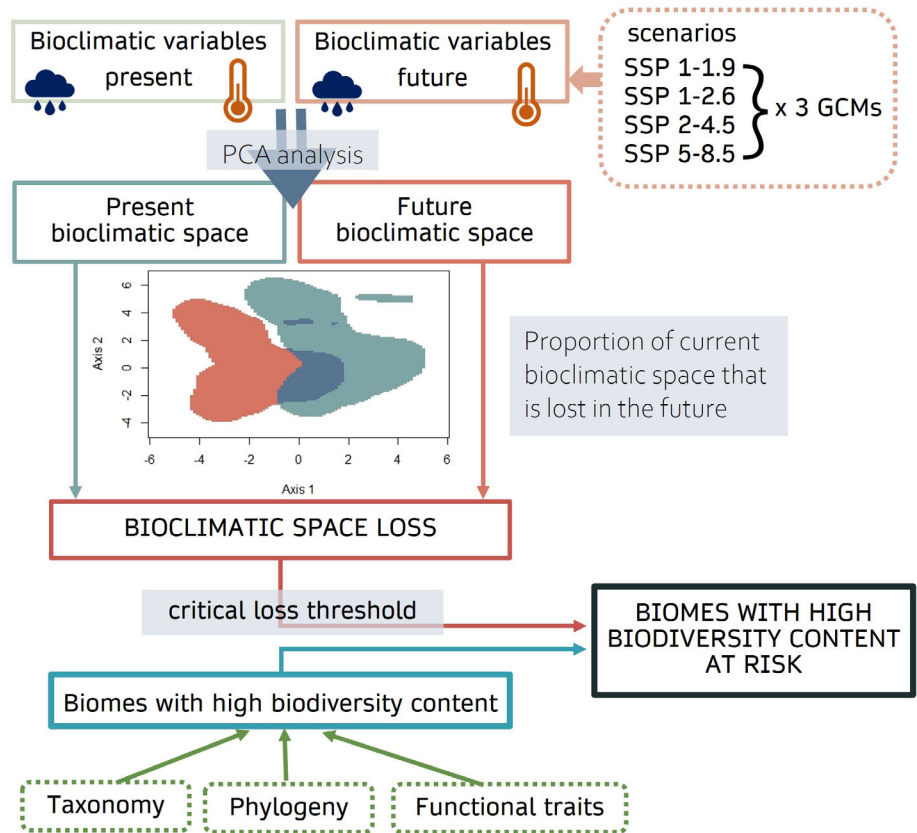 Bioclimatic variables
present
Bioclimatic variables
future
scenarios
SSP 1-1.9
SSP 1-2.6
SSP 2-4.5
SSP 5-8.5
x 3 GCMs
PCA analysis
Present
bioclimatic space
Future
bioclimatic space
6
4
2
0
-2
-4
Axis 2
-6
-4
-2
0
2
4
6
Axis 1
Proportion of current
bioclimatic space that
is lost in the future
BIOCLIMATIC SPACE LOSS
critical loss threshold
BIOMES WITH HIGH
BIODIVERSITY CONTENT
AT RISK
Biomes with high biodiversity content
Taxonomy
Phylogeny
Functional traits